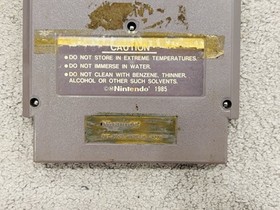 CAUTION
•DO NOT STORE IN EXTREME TEMPERATURES.
•DO NOT IMMERSE IN WATER.
•DO NOT CLEAN WITH BENZENE, THINNER,
ALCOHOL OR OTHER SUCH SOLVENTS.
©®Nintendo® 1985